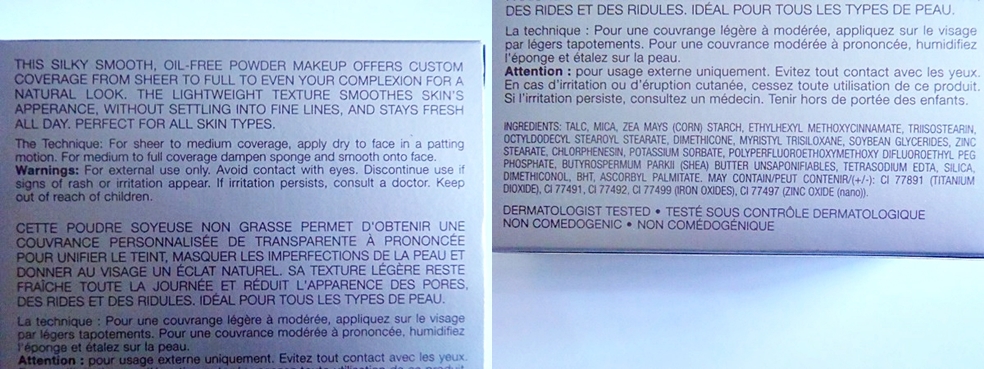 THIS SILKY SMOOTH, OIL-FREE POWDER MAKEUP OFFERS CUSTOM
COVERAGE FROM SHEER TO FULL TO EVEN YOUR COMPLEXION FOR A
NATURAL LOOK. THE LIGHTWEIGHT TEXTURE SMOOTHES SKIN'S
APPERANCE, WITHOUT SETTLING INTO FINE LINES, AND STAYS FRESH
ALL DAY. PERFECT FOR ALL SKIN TYPES.
The Technique: For sheer to medium coverage, apply dry to face in a patting
motion. For medium to full coverage dampen sponge and smooth onto face.
Warnings: For external use only. Avoid contact with eyes. Discontinue use if
signs of rash or irritation appear. If irritation persists, consult a doctor. Keep
out of reach of children.
CETTE POUDRE SOYEUSE NON GRASSE PERMET D'OBTENIR UNE
COUVRANCE PERSONNALISÉE DE TRANSPARENTE À PRONONCÉE
POUR UNIFIER LE TEINT, MASQUER LES IMPERFECTIONS DE LA PEAU ET
DONNER AU VISAGE UN ÉCLAT NATUREL. SA TEXTURE LÉGÈRE RESTE
FRAÎCHE TOUTE LA JOURNÉE ET RÉDUIT L'APPARENCE DES PORES,
DES RIDES ET DES RIDULES. IDÉAL POUR TOUS LES TYPES DE PEAU.
La technique : Pour une couvrange légère à modérée, appliquez sur le visage
par légers tapotements. Pour une couvrance modérée à prononcée, humidifiez
l'éponge et étalez sur la peau.
Attention : pour usage externe uniquement. Evitez tout contact avec les yeux.
DES RIDES ET DES RIDULES. IDÉAL POUR TOUS LES TYPES DE PEAU.
La technique : Pour une couvrange légère à modérée, appliquez sur le visage
par légers tapotements. Pour une couvrance modérée à prononcée, humidifiez
l'éponge et étalez sur la peau.
Attention : pour usage externe uniquement. Evitez tout contact avec les yeux.
En cas d'irritation ou d'éruption cutanée, cessez toute utilisation de ce produit.
Si l'irritation persiste, consultez un médecin. Tenir hors de portée des enfants.
INGREDIENTS: TALC, MICA, ZEA MAYS (CORN) STARCH, ETHYLHEXYL METHOXYCINNAMATE, TRIISOSTEARIN,
OCTYLDODECYL STEAROYL STEARATE, DIMETHICONE, MYRISTYL TRISILOXANE, SOYBEAN GLYCERIDES, ZINC
STEARATE, CHLORPHENESIN, POTASSIUM SORBATE, POLYPERFLUOROETHOXYMETHOXY DIFLUOROETHYL PEG
PHOSPHATE, BUTYROSPERMUM PARKII (SHEA) BUTTER UNSAPONIFIABLES, TETRASODIUM EDTA, SILICA,
DIMETHICONOL, BHT, ASCORBYL PALMITATE. MAY CONTAIN/PEUT CONTENIR/(+/-): CI 77891 (TITANIUM
DIOXIDE), CI 77491, CI 77492, CI 77499 (IRON OXIDES), CI 77497 (ZINC OXIDE (nano)).
DERMATOLOGIST TESTED • TESTÉ SOUS CONTRÔLE DERMATOLOGIQUE
NON COMEDOGENIC • NON COMÉDOGÉNIQUE